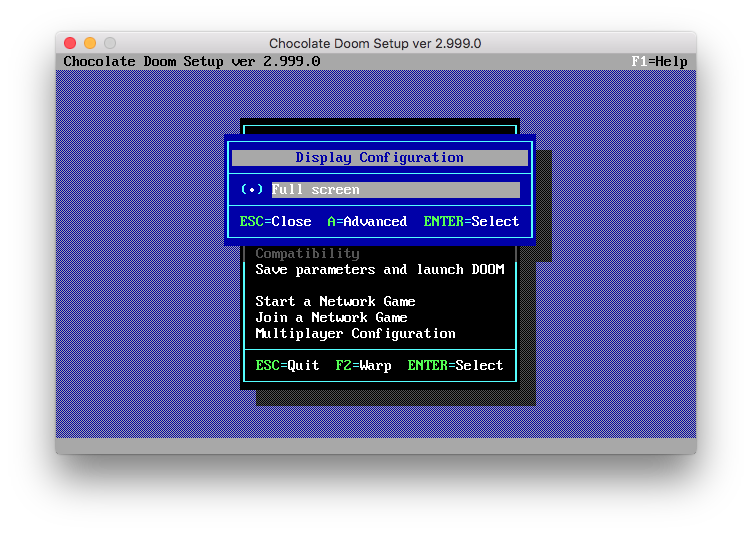 Chocolate Doom Setup ver 2.999.0
Chocolate Doom Setup ver 2.999.0 F1=Help
Display Configuration
(•) Full screen
ESC=Close A=Advanced ENTER=Select
Compatibility
Save parameters and launch DOOM
Start a Network Game
Join a Network Game
Multiplayer Configuration
ESC=Quit F2=Warp ENTER=Select